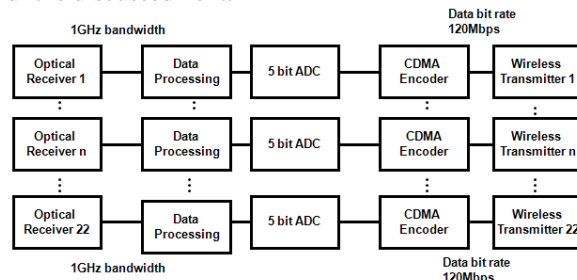 Data bit rate
120Mbps
1GHz bandwidth
Optical
Receiver 1
Data
Processing
5 bit ADC
CDMA
Encoder
Wireless
Transmitter 1
Optical
Receiver n
Data
Processing
5 bit ADC
CDMA
Encoder
Wireless
Transmitter n
Optical
Receiver 22
Data
Processing
5 bit ADC
CDMA
Encoder
Wireless
Transmitter 22
1GHz bandwidth
Data bit rate
120Mbps